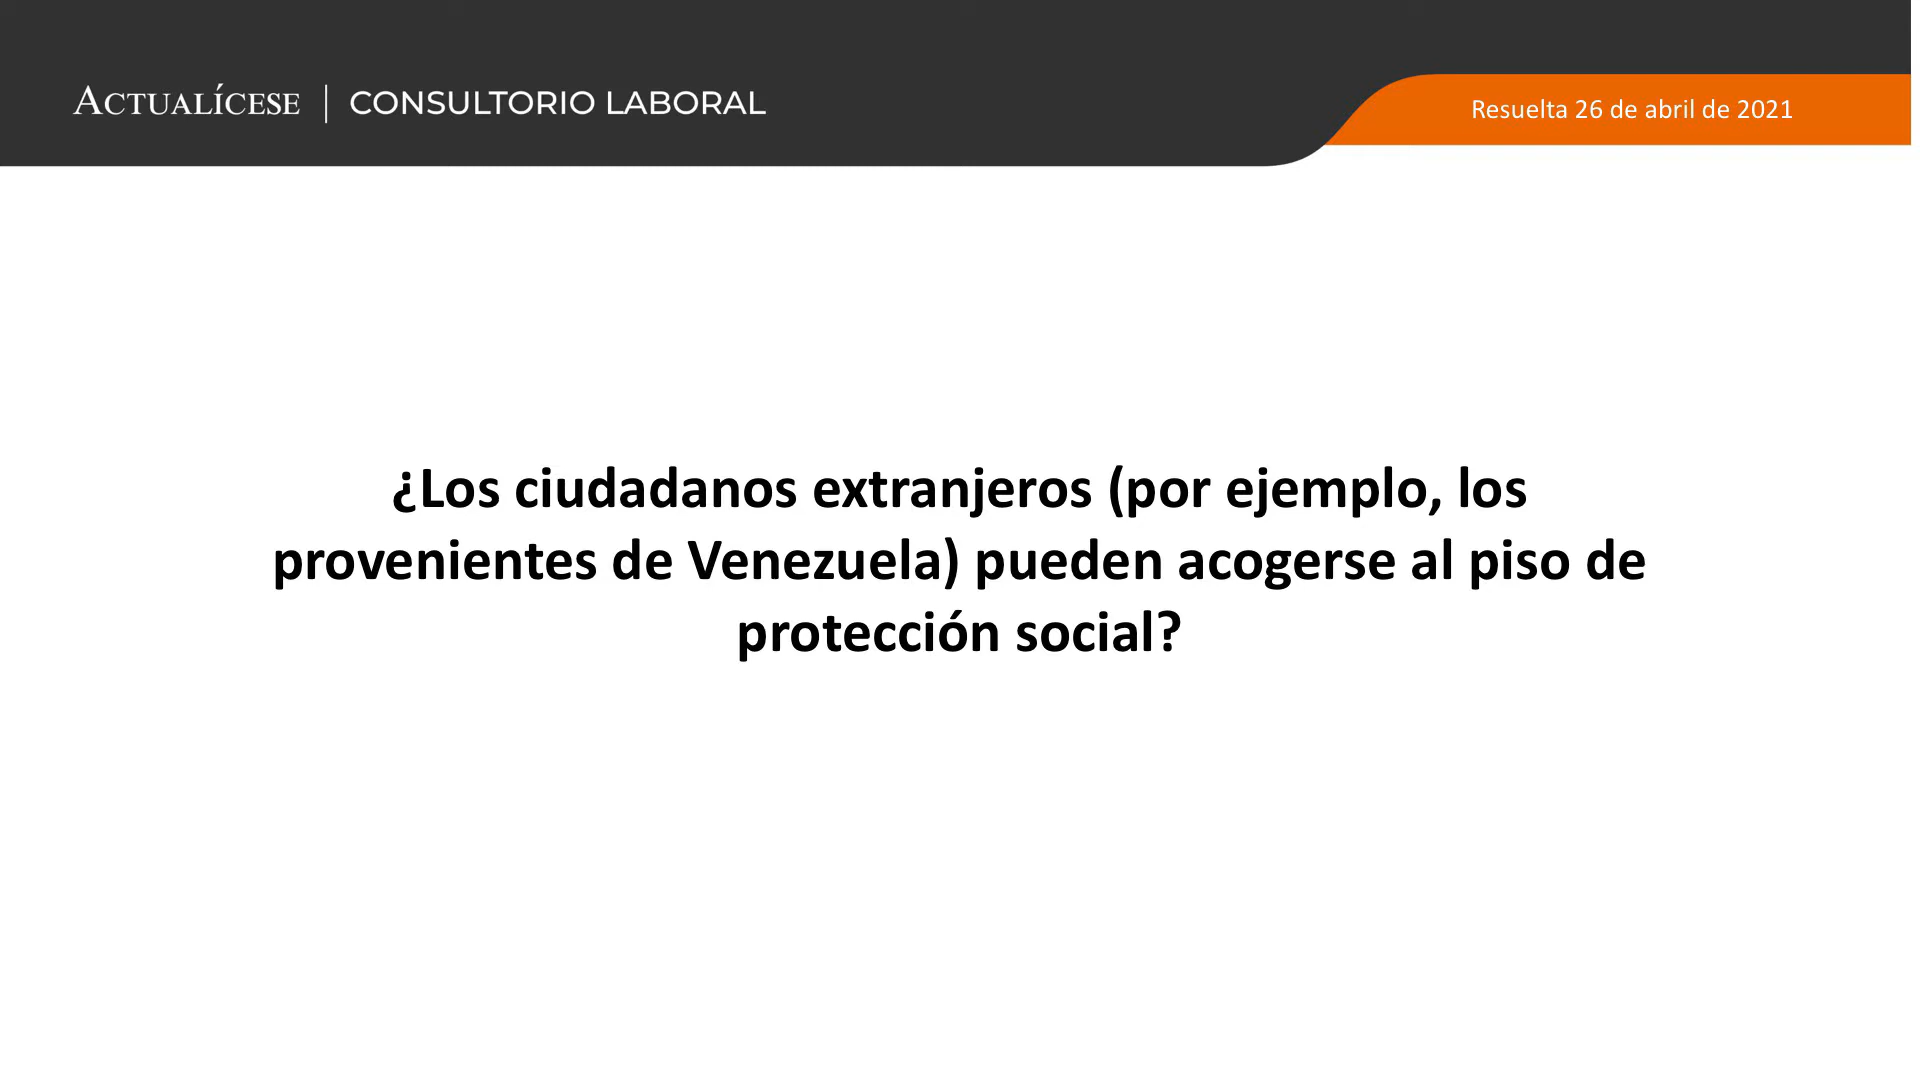 ACTUALÍCESE | CONSULTORIO LABORAL
Resuelta 26 de abril de 2021
¿Los ciudadanos extranjeros (por ejemplo, los
provenientes de Venezuela) pueden acogerse al piso de
protección social?